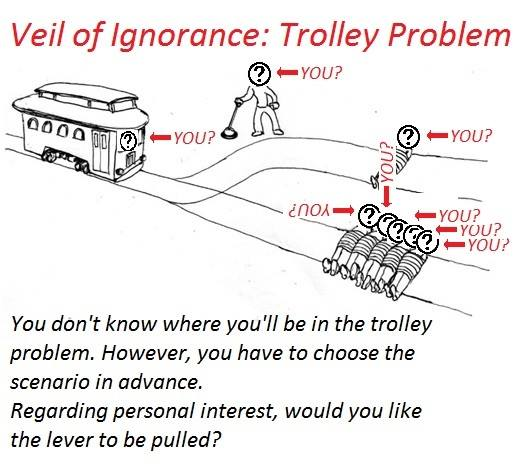 Veil of Ignorance: Trolley Problem
? YOU?
? YOU?
? YOU?
YOU?
YOU? ? ? ? ? ? YOU?
YOU?
YOU?
You don't know where you'll be in the trolley
problem. However, you have to choose the
scenario in advance.
Regarding personal interest, would you like
the lever to be pulled?